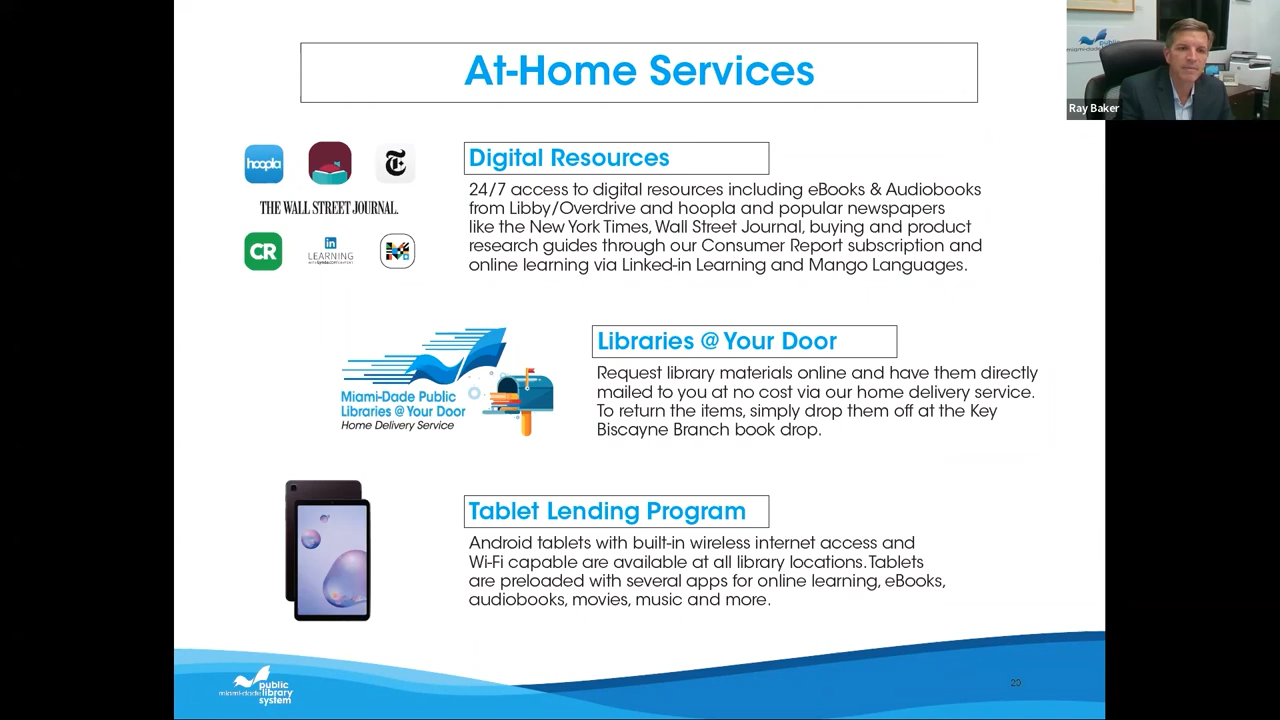 At-Home Services
Ray Baker
hoopla
Digital Resources
24/7 access to digital resources including eBooks & Audiobooks
from Libby/Overdrive and hoopla and popular newspapers
like the New York Times, Wall Street Journal, buying and product
research guides through our Consumer Report subscription and
online learning via Linked-in Learning and Mango Languages.
THE WALL STREET JOURNAL.
CR
in
LEARNING
Libraries @ Your Door
Request library materials online and have them directly
mailed to you at no cost via our home delivery service.
To return the items, simply drop them off at the Key
Biscayne Branch book drop.
Miami-Dade Public
Libraries @ Your Door
Home Delivery Service
Tablet Lending Program
Android tablets with built-in wireless internet access and
Wi-Fi capable are available at all library locations. Tablets
are preloaded with several apps for online learning, eBooks,
audiobooks, movies, music and more.
miami-dade public
library
system
20